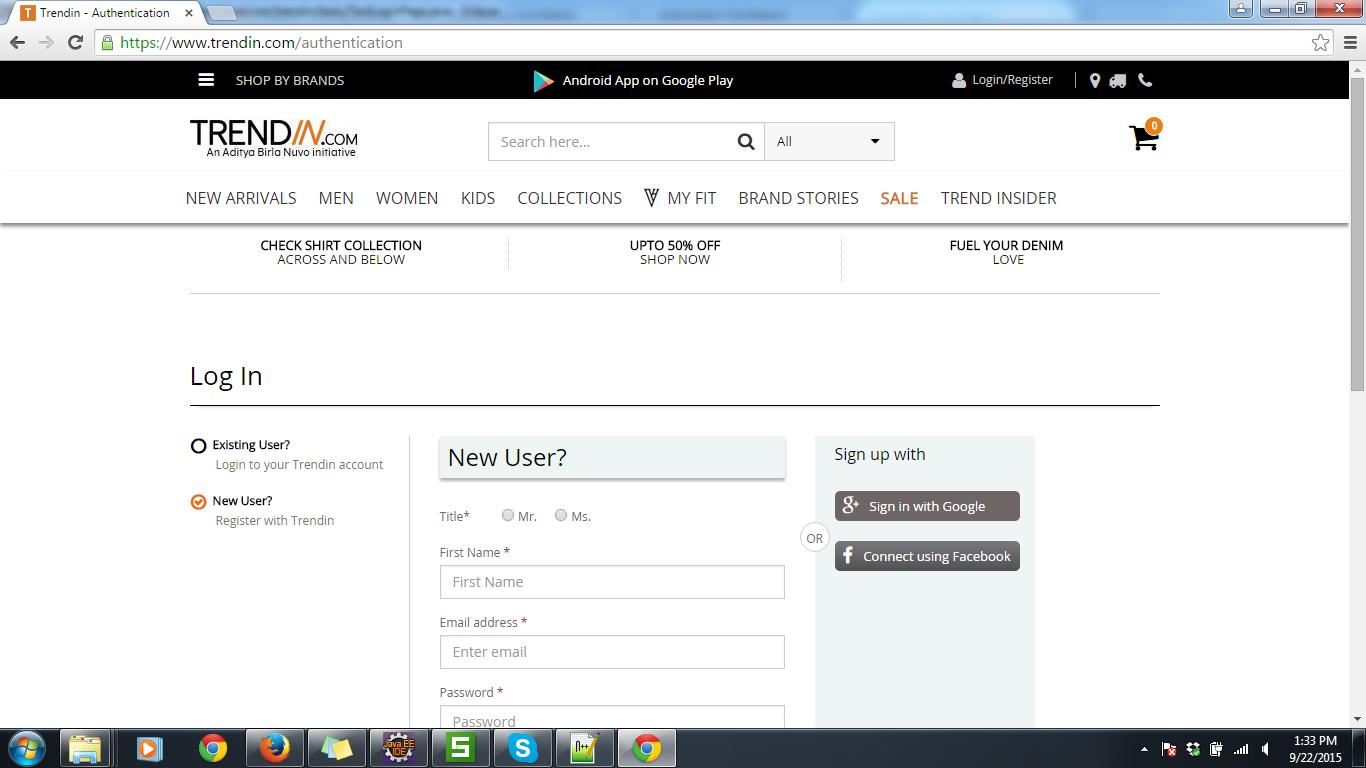 Trendin - Authentication
https://www.trendin.com/authentication
SHOP BY BRANDS
Android App on Google Play
Login/Register
TRENDIN.COM
An Aditya Birla Nuvo initiative
Search here...
All
0
NEW ARRIVALS MEN WOMEN KIDS COLLECTIONS MY FIT BRAND STORIES SALE TREND INSIDER
CHECK SHIRT COLLECTION
ACROSS AND BELOW
UPTO 50% OFF
SHOP NOW
FUEL YOUR DENIM
LOVE
Log In
Existing User?
Login to your Trendin account
New User?
Register with Trendin
New User?
Title* Mr. Ms.
First Name *
First Name
Email address *
Enter email
Password *
Password
OR
Sign up with
g+ Sign in with Google
f Connect using Facebook
Java EE
IDE
S
S
N++
1:33 PM
9/22/2015